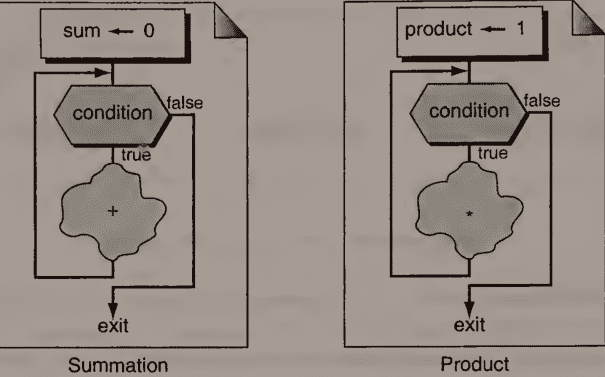 sum ← 0
condition
false
true
+
exit
Summation
product ← 1
condition
false
true
*
exit
Product